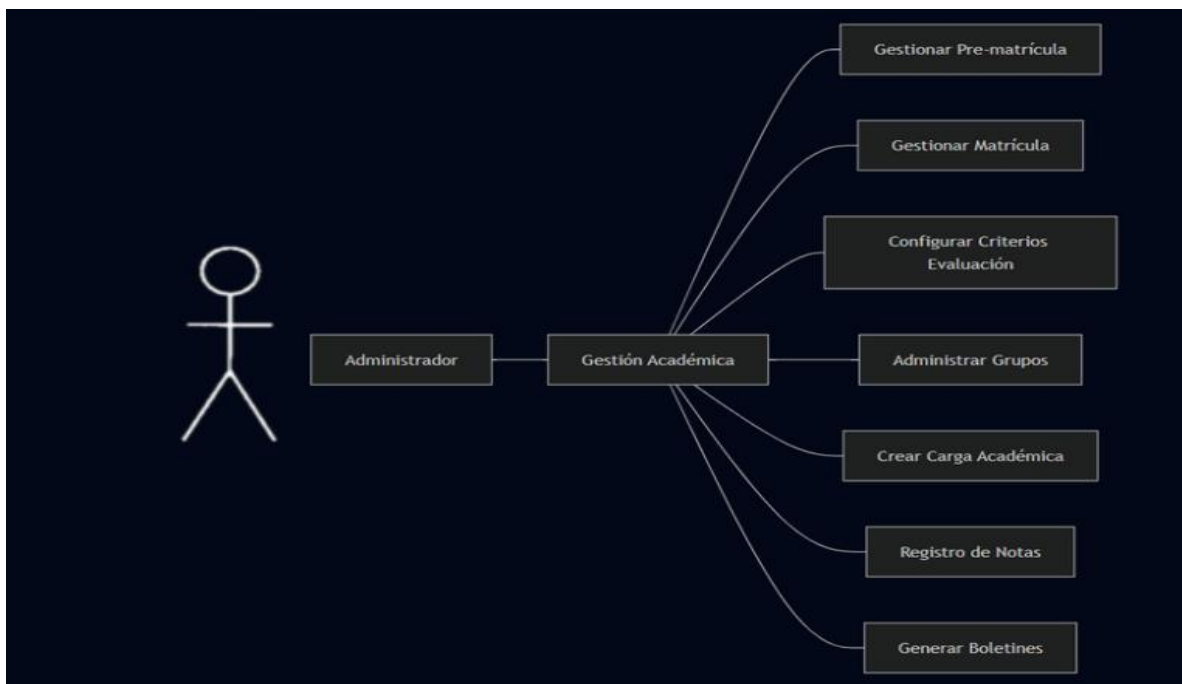 Gestionar Pre-matrícula
Gestionar Matrícula
Configurar Criterios
Evaluación
Administrador
Gestión Académica
Administrar Grupos
Crear Carga Académica
Registro de Notas
Generar Boletines